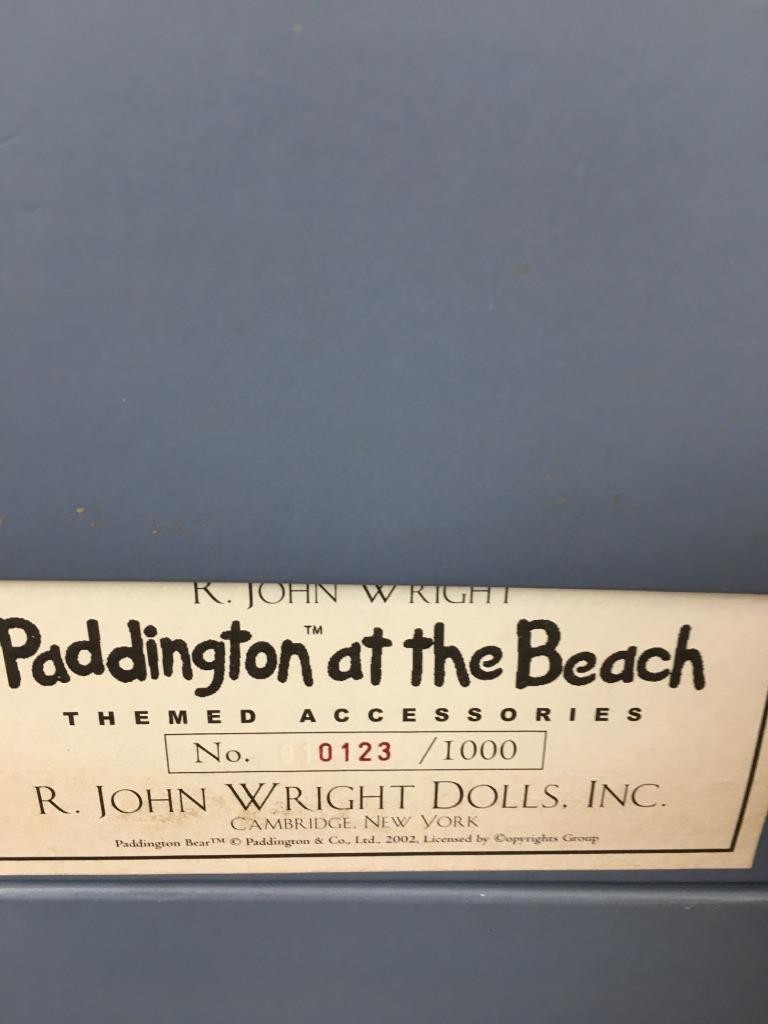 R. JOHN WRIGHT
Paddington™ at the Beach
THEMED ACCESSORIES
No. 0123 /1000
R. JOHN WRIGHT DOLLS, INC.
CAMBRIDGE, NEW YORK
Paddington Bear™ © Paddington & Co., Ltd., 2002, Licensed by ©opyrights Group